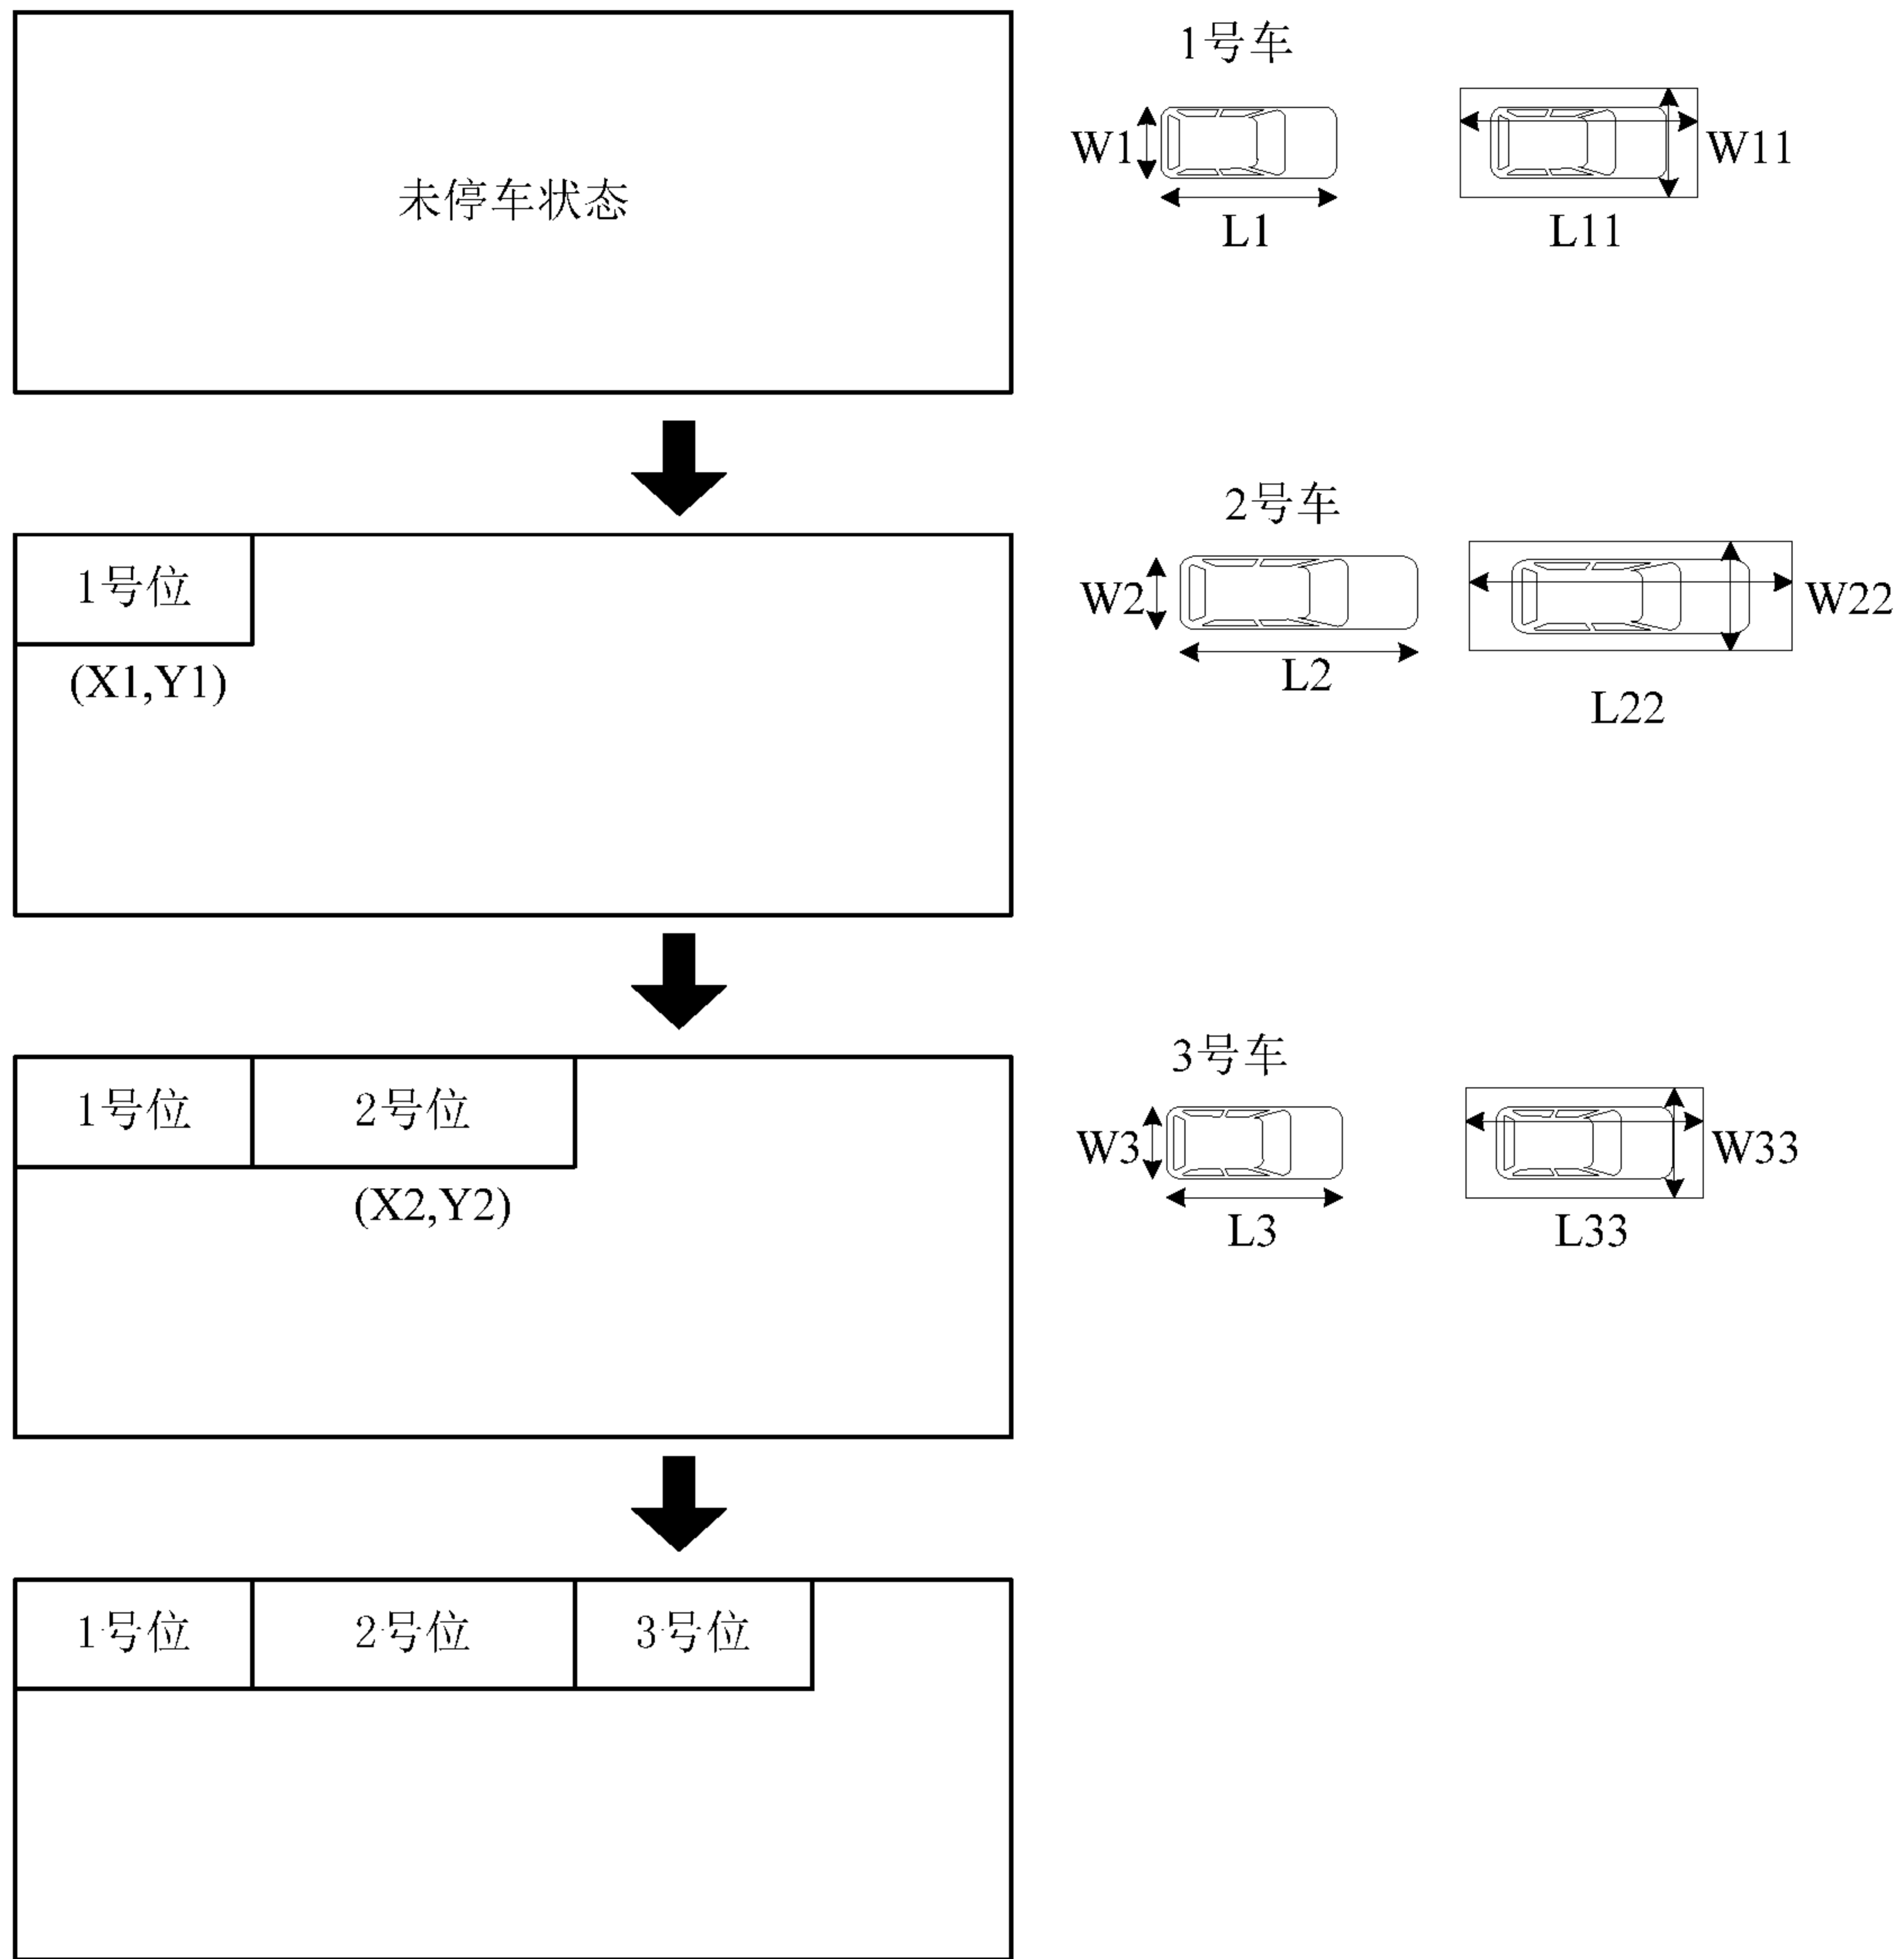 未停车状态
1号车
W1
L1
W11
L11
1号位
(X1,Y1)
2号车
W2
L2
W22
L22
1号位
2号位
(X2,Y2)
3号车
W3
L3
W33
L33
1号位
2号位
3号位